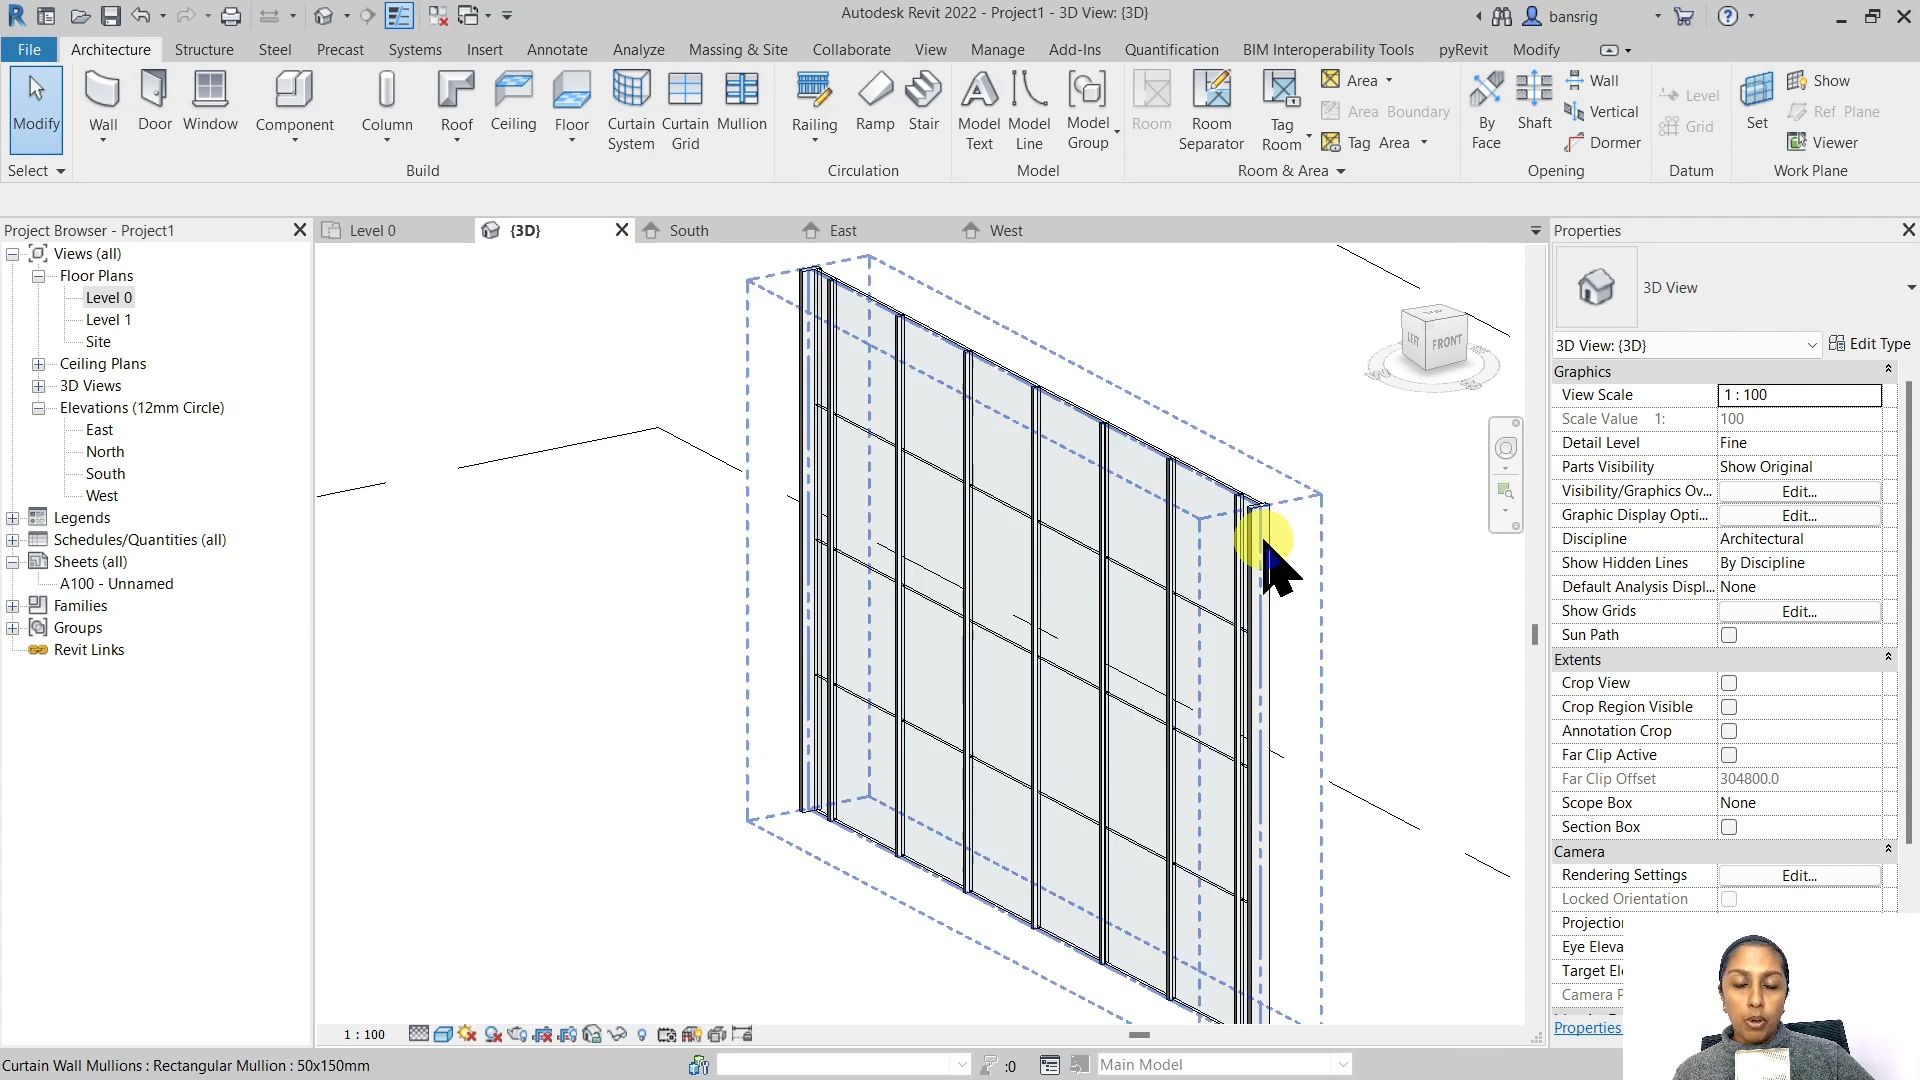 Autodesk Revit 2022 - Project1 - 3D View: {3D}
bansrig
File Architecture Structure Steel Precast Systems Insert Annotate Analyze Massing & Site Collaborate View Manage Add-Ins Quantification BIM Interoperability Tools pyRevit Modify
Modify
Wall
Door
Window
Component
Column
Roof
Ceiling
Floor
Curtain System
Curtain Grid
Mullion
Railing
Ramp
Stair
Model Text
Model Line
Model Group
Room
Room Separator
Tag Room
Area
Area Boundary
Tag Area
By Face
Shaft
Wall
Vertical
Dormer
Level
Grid
Set
Show
Ref Plane
Viewer
Select Build Circulation Model Room & Area Opening Datum Work Plane
Project Browser - Project1
Views (all)
Floor Plans
Level 0
Level 1
Site
Ceiling Plans
3D Views
Elevations (12mm Circle)
East
North
South
West
Legends
Schedules/Quantities (all)
Sheets (all)
A100 - Unnamed
Families
Groups
Revit Links
Level 0 {3D} South East West
LEFT FRONT
Properties
3D View
3D View: {3D} Edit Type
Graphics
View Scale 1 : 100
Scale Value 1: 100
Detail Level Fine
Parts Visibility Show Original
Visibility/Graphics Ov... Edit...
Graphic Display Opti... Edit...
Discipline Architectural
Show Hidden Lines By Discipline
Default Analysis Displ... None
Show Grids Edit...
Sun Path
Extents
Crop View
Crop Region Visible
Annotation Crop
Far Clip Active
Far Clip Offset 304800.0
Scope Box None
Section Box
Camera
Rendering Settings Edit...
Locked Orientation
Projectio
Eye Eleva
Target El
Camera P
Properties
1 : 100
Curtain Wall Mullions : Rectangular Mullion : 50x150mm
:0
Main Model